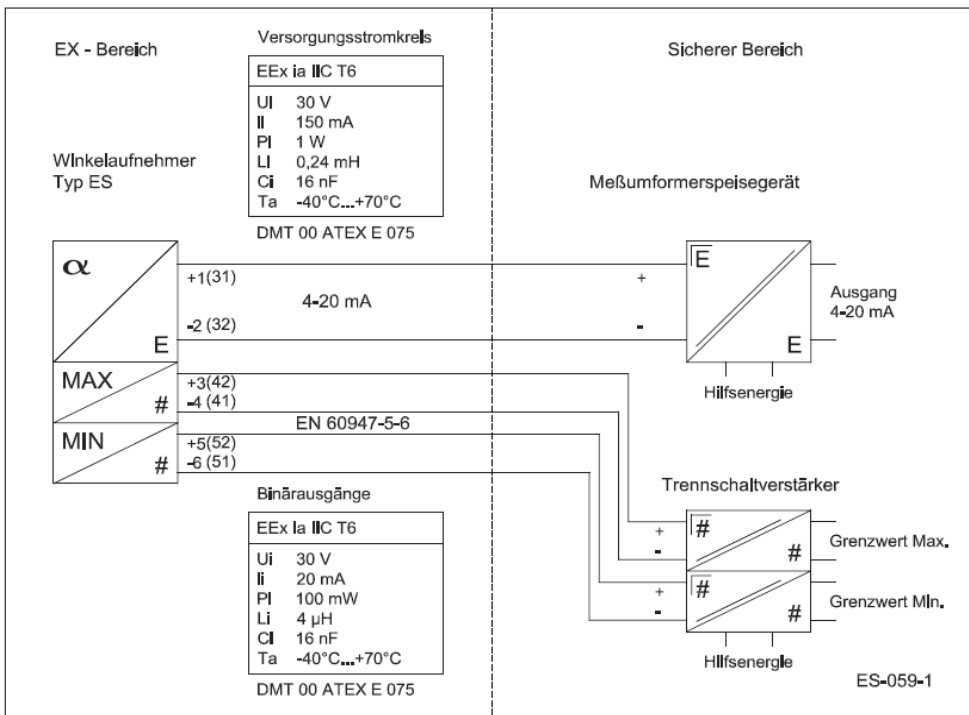 EX - Bereich
Versorgungsstromkreis
Sicherer Bereich
EEx ia IIC T6
Ui 30 V
Ii 150 mA
Pi 1 W
Li 0,24 mH
Ci 16 nF
Ta -40°C...+70°C
DMT 00 ATEX E 075
Winkelaufnehmer
Typ ES
Meßumformerspeisegerät
α
E
+1(31)
4-20 mA
-2 (32)
+
-
E
E
Ausgang
4-20 mA
Hilfsenergie
MAX
#
+3(42)
-4 (41)
EN 60947-5-6
MIN
#
+5(52)
-6 (51)
Binärausgänge
EEx ia IIC T6
Ui 30 V
Ii 20 mA
Pi 100 mW
Li 4 µH
Ci 16 nF
Ta -40°C...+70°C
DMT 00 ATEX E 075
Trennschaltverstärker
+
-
#
#
Grenzwert Max.
+
-
#
#
Grenzwert Min.
Hilfsenergie
ES-059-1